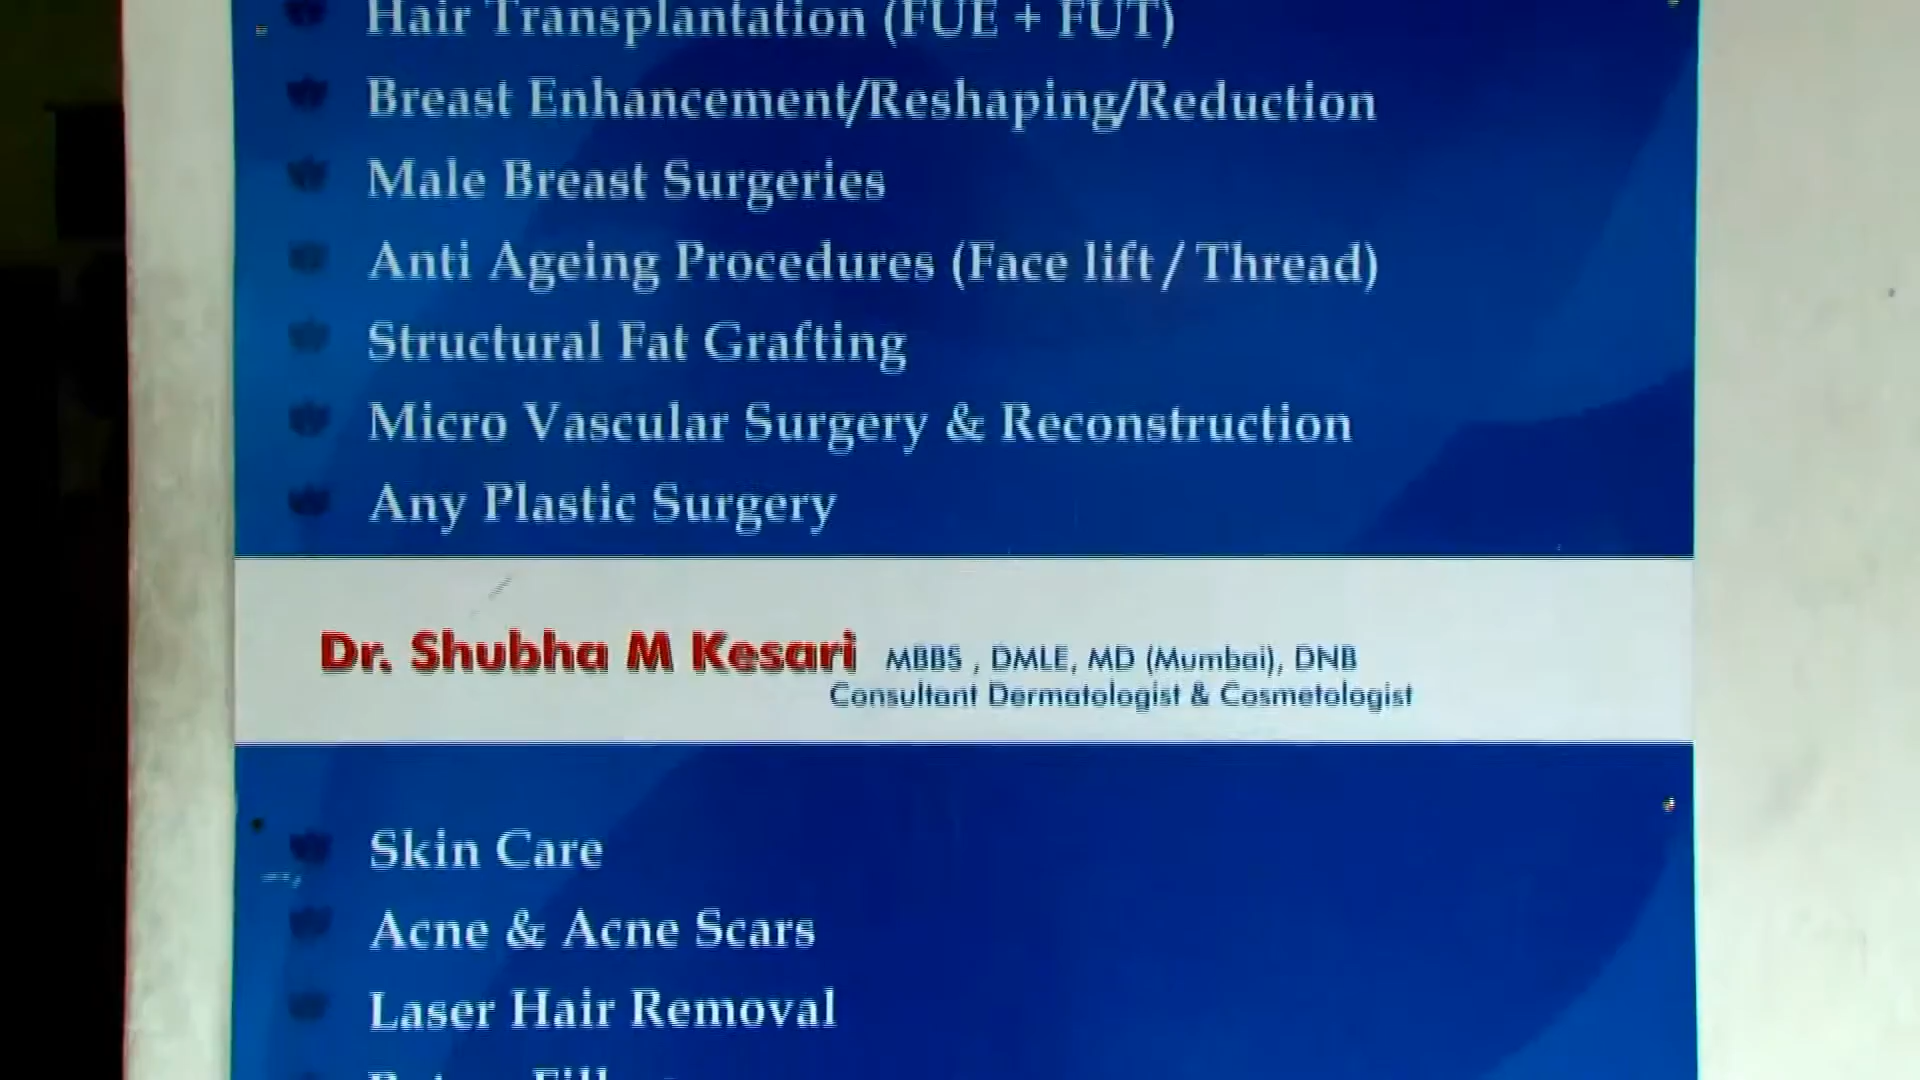 Hair Transplantation (FUE + FUT)
Breast Enhancement/Reshaping/Reduction
Male Breast Surgeries
Anti Ageing Procedures (Face lift / Thread)
Structural Fat Grafting
Micro Vascular Surgery & Reconstruction
Any Plastic Surgery
Dr. Shubha M Kesari MBBS , DMLE, MD (Mumbai), DNB
Consultant Dermatologist & Cosmetologist
Skin Care
Acne & Acne Scars
Laser Hair Removal